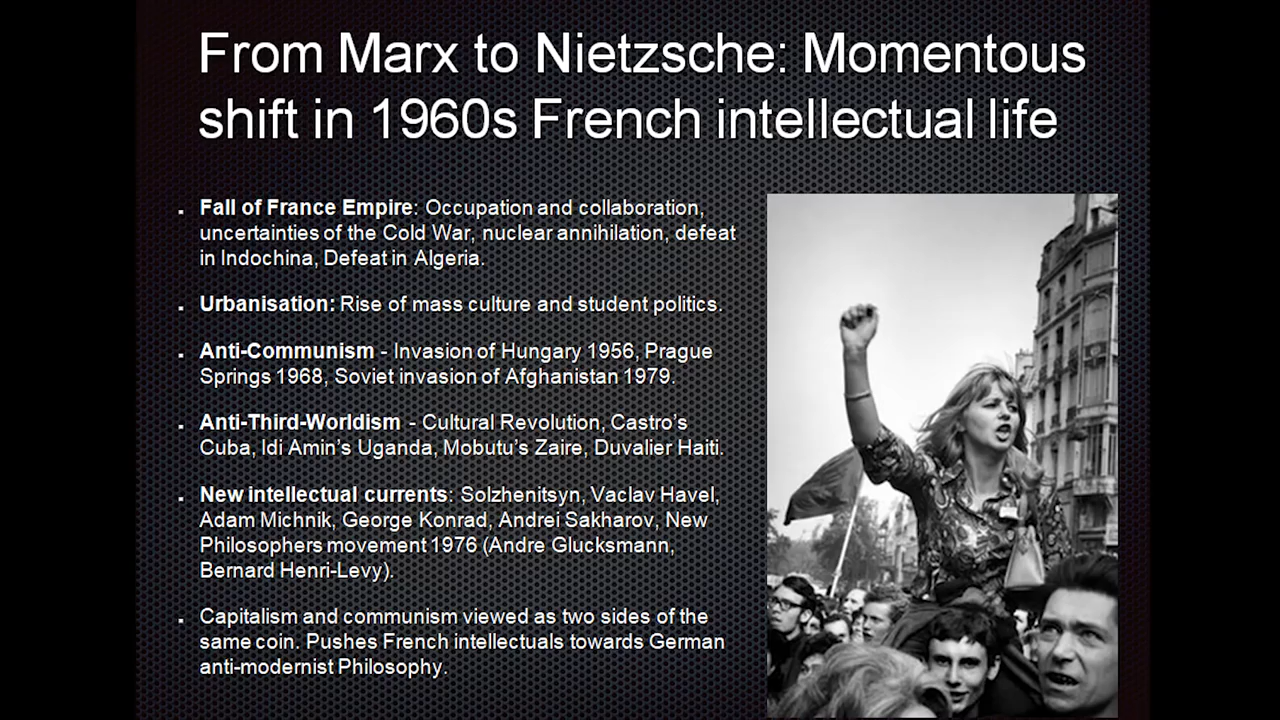 From Marx to Nietzsche: Momentous
shift in 1960s French intellectual life
Fall of France Empire: Occupation and collaboration,
uncertainties of the Cold War, nuclear annihilation, defeat
in Indochina, Defeat in Algeria.
Urbanisation: Rise of mass culture and student politics.
Anti-Communism - Invasion of Hungary 1956, Prague
Springs 1968, Soviet invasion of Afghanistan 1979.
Anti-Third-Worldism - Cultural Revolution, Castro's
Cuba, Idi Amin's Uganda, Mobutu's Zaire, Duvalier Haiti.
New intellectual currents: Solzhenitsyn, Vaclav Havel,
Adam Michnik, George Konrad, Andrei Sakharov, New
Philosophers movement 1976 (Andre Glucksmann,
Bernard Henri-Levy).
Capitalism and communism viewed as two sides of the
same coin. Pushes French intellectuals towards German
anti-modernist Philosophy.